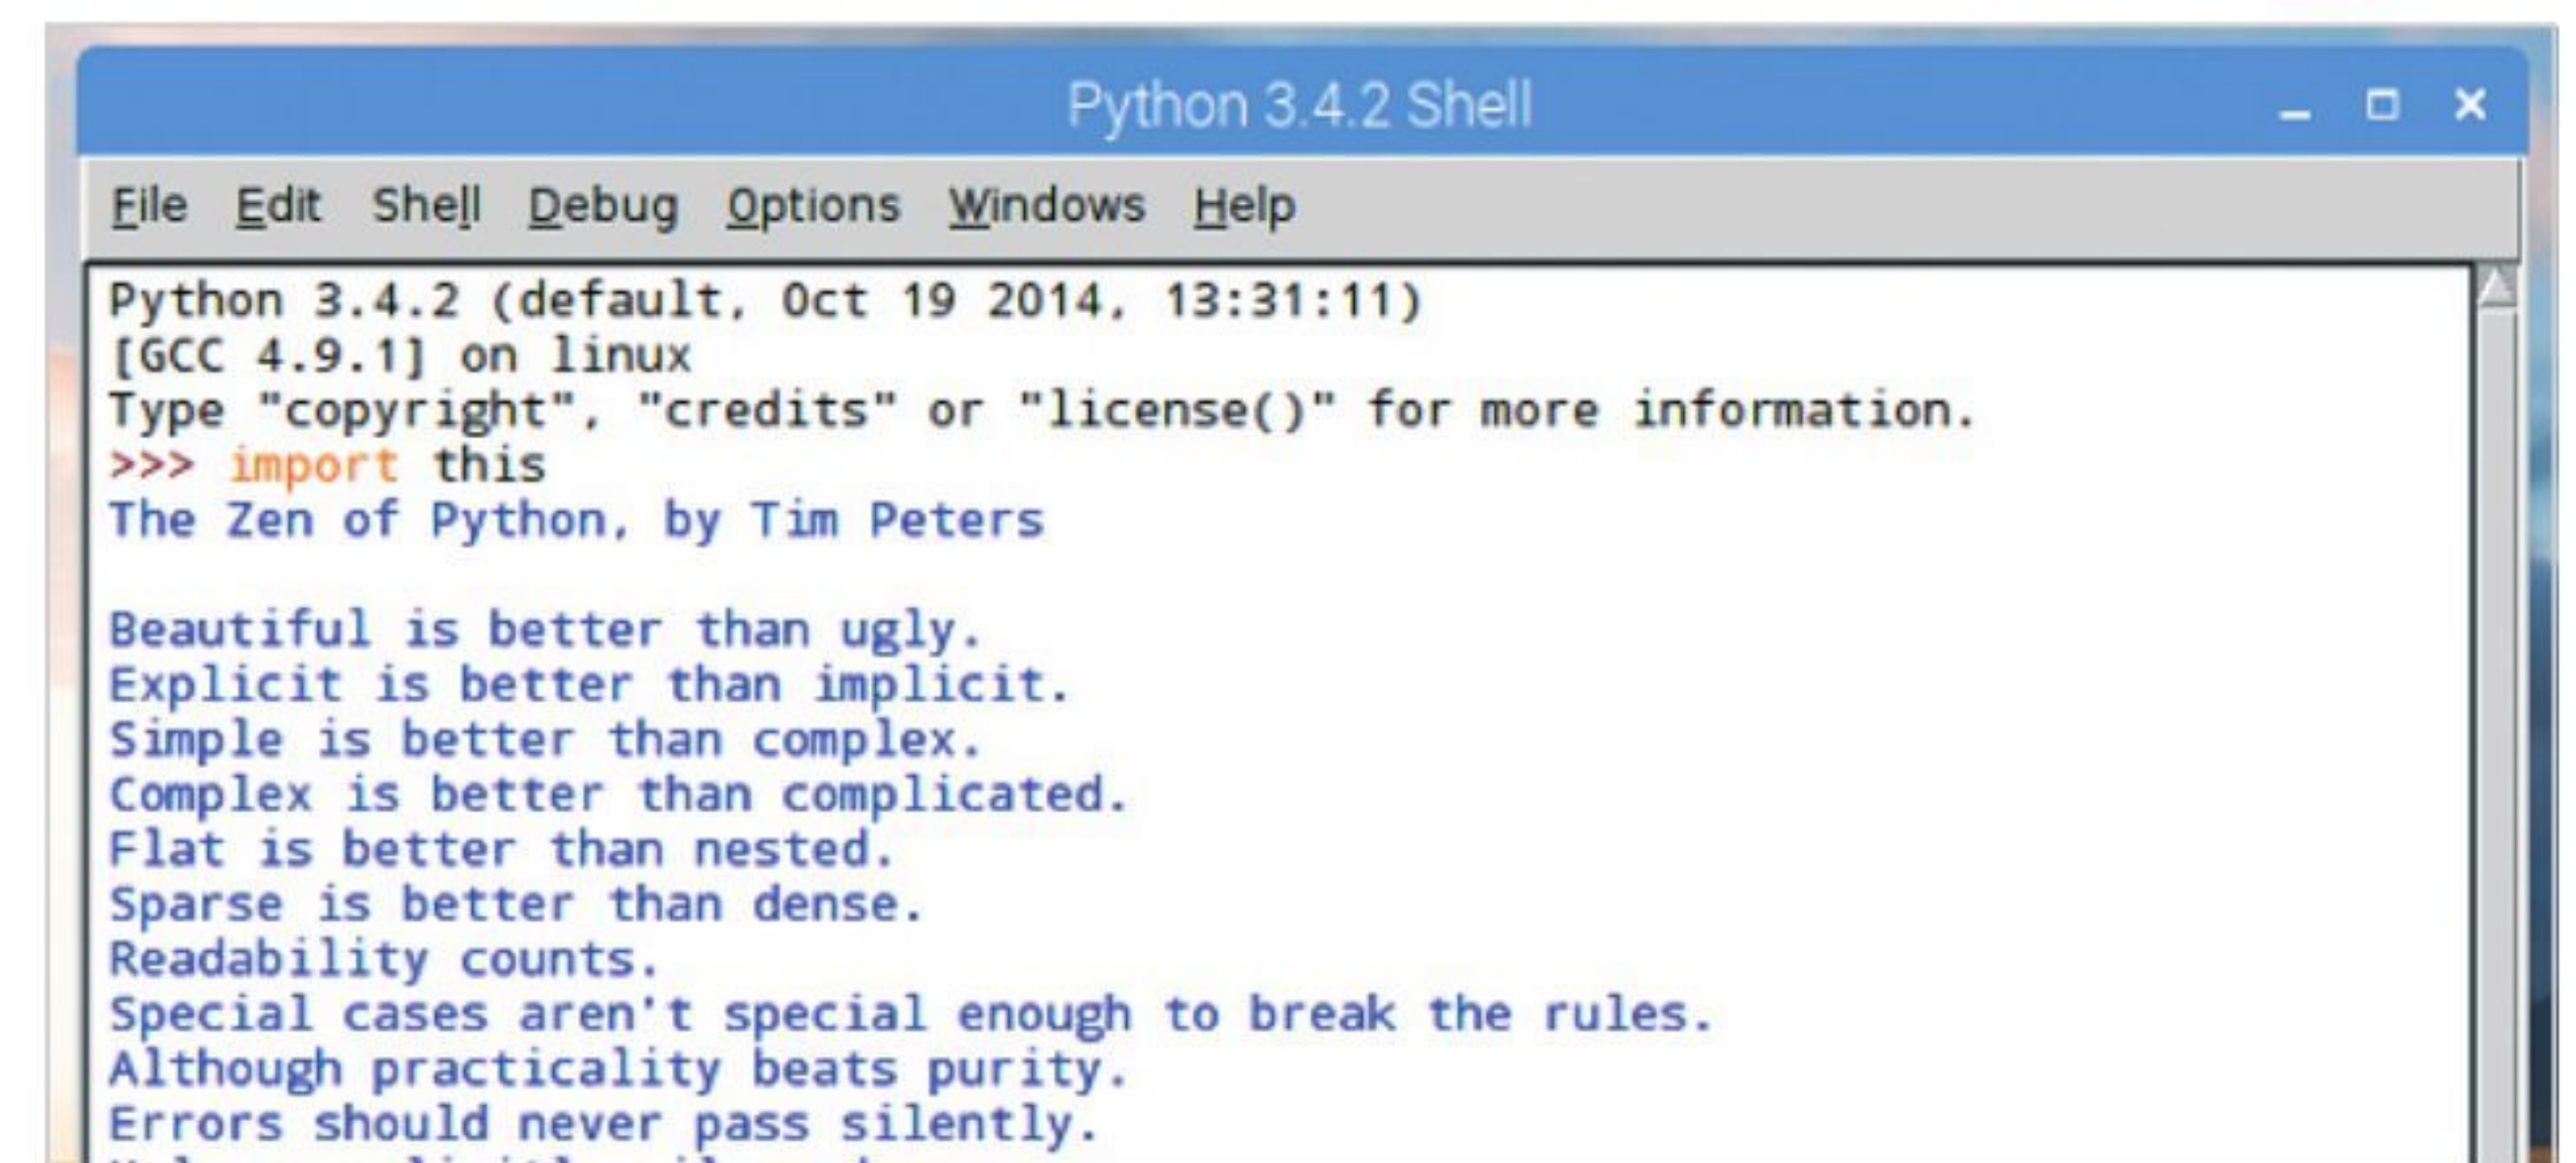 Python 3.4.2 Shell
File Edit Shell Debug Options Windows Help
Python 3.4.2 (default, Oct 19 2014, 13:31:11)
[GCC 4.9.1] on linux
Type "copyright", "credits" or "license()" for more information.
>>> import this
The Zen of Python, by Tim Peters

Beautiful is better than ugly.
Explicit is better than implicit.
Simple is better than complex.
Complex is better than complicated.
Flat is better than nested.
Sparse is better than dense.
Readability counts.
Special cases aren't special enough to break the rules.
Although practicality beats purity.
Errors should never pass silently.